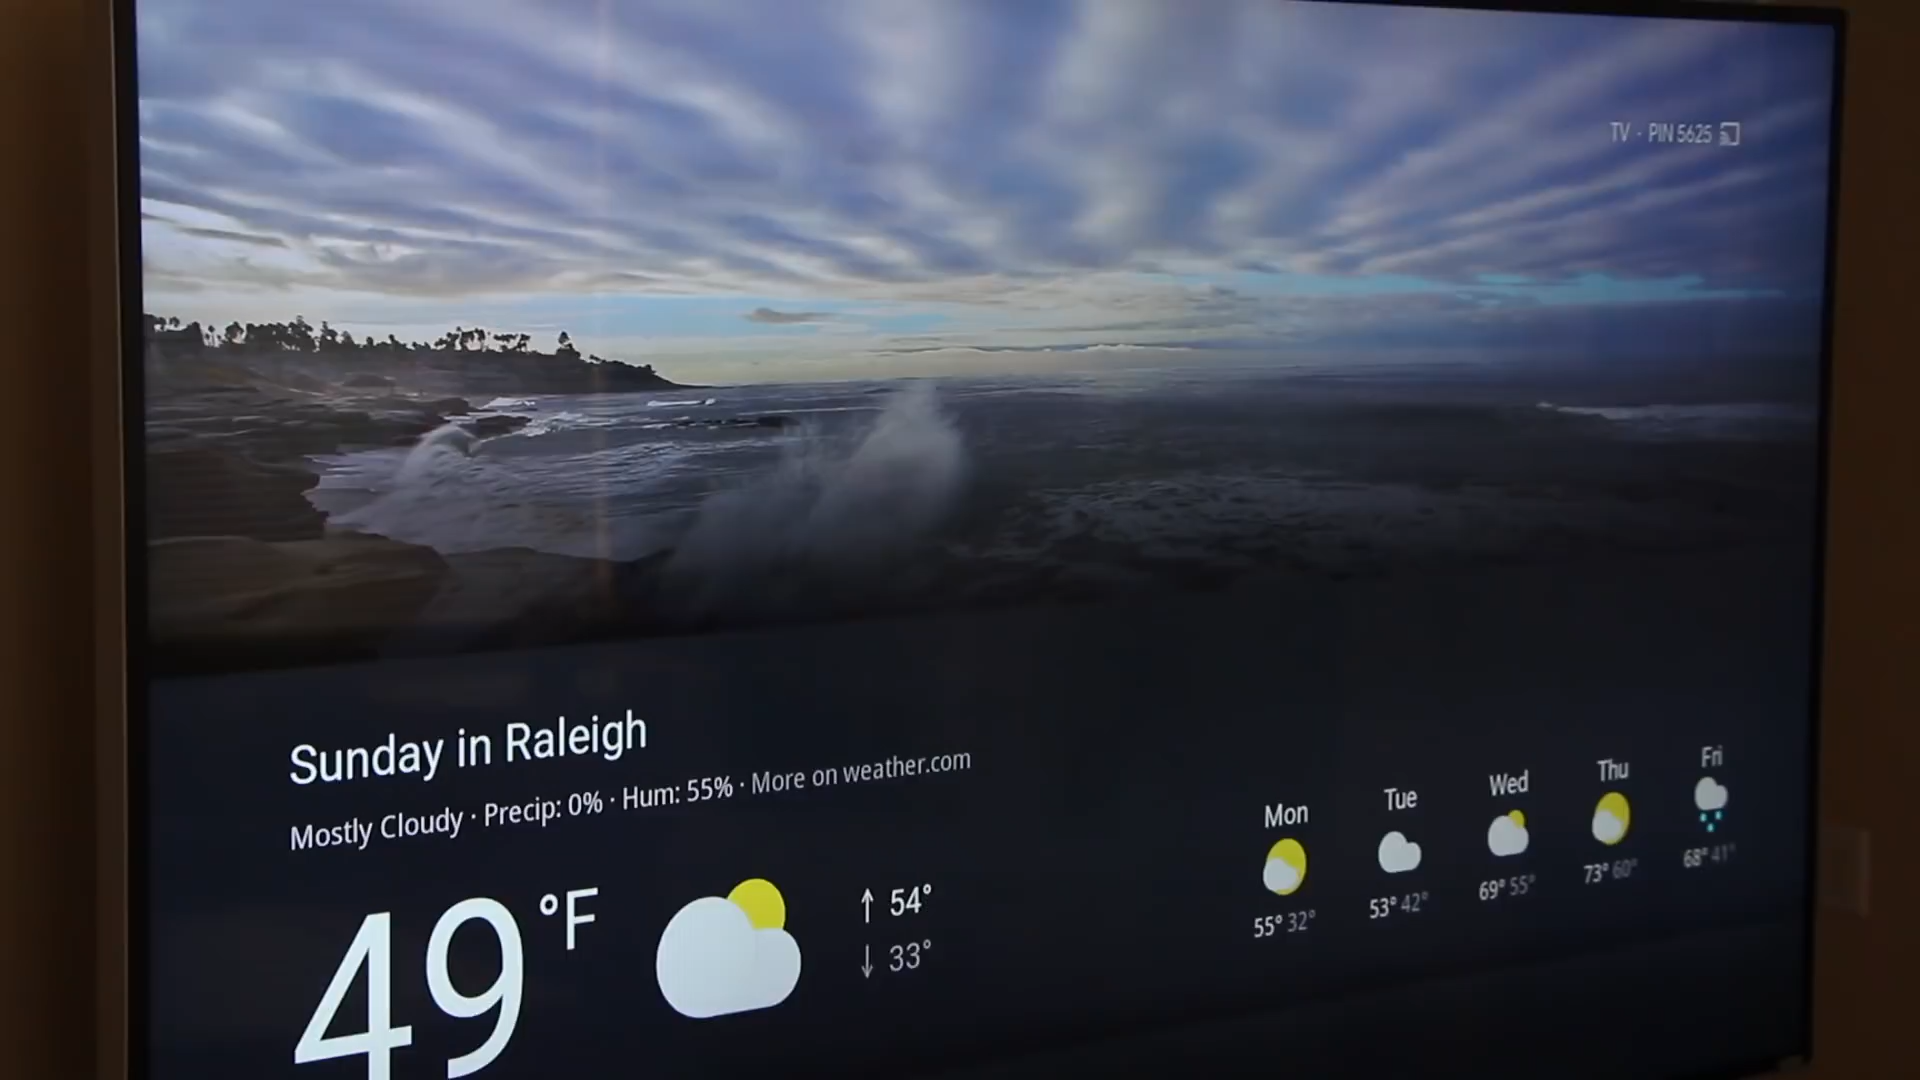 TV · PIN 5625
Sunday in Raleigh
Mostly Cloudy · Precip: 0% · Hum: 55% · More on weather.com
49 °F
↑ 54°
↓ 33°
Mon
55° 32°
Tue
53° 42°
Wed
69° 55°
Thu
73° 60°
Fri
68° 41°